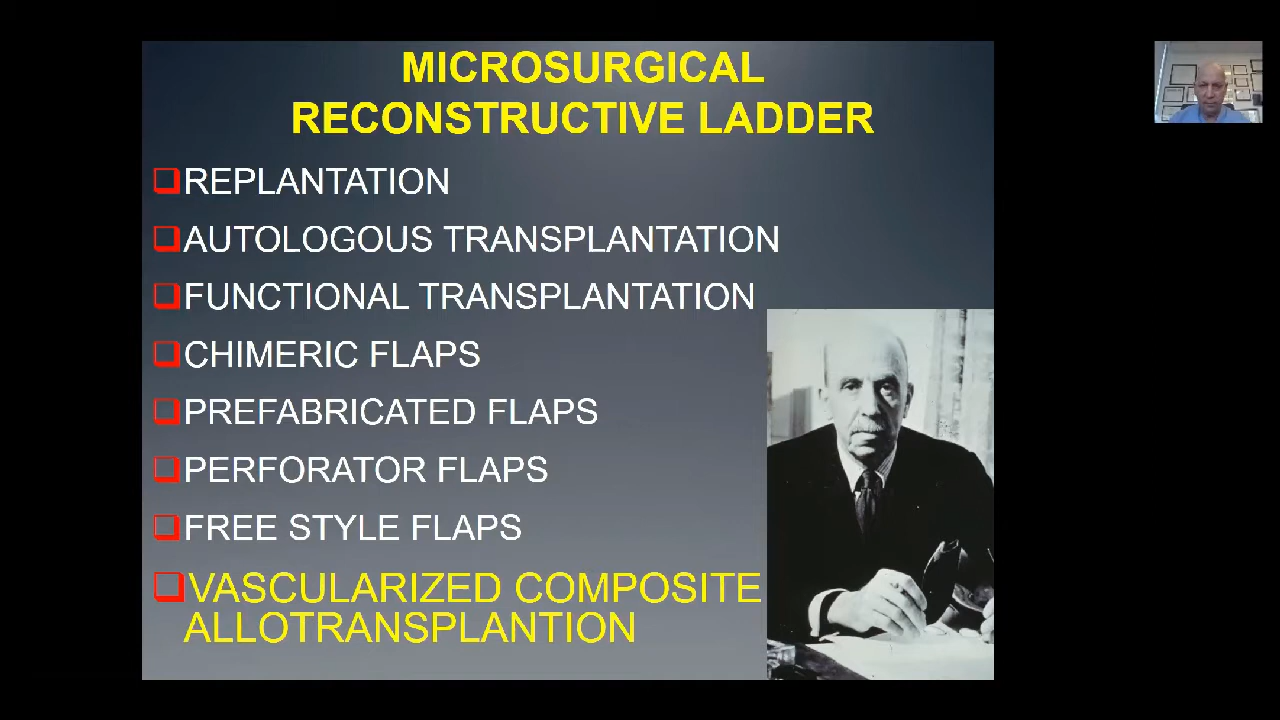 MICROSURGICAL
RECONSTRUCTIVE LADDER
REPLANTATION
AUTOLOGOUS TRANSPLANTATION
FUNCTIONAL TRANSPLANTATION
CHIMERIC FLAPS
PREFABRICATED FLAPS
PERFORATOR FLAPS
FREE STYLE FLAPS
VASCULARIZED COMPOSITE
ALLOTRANSPLANTION